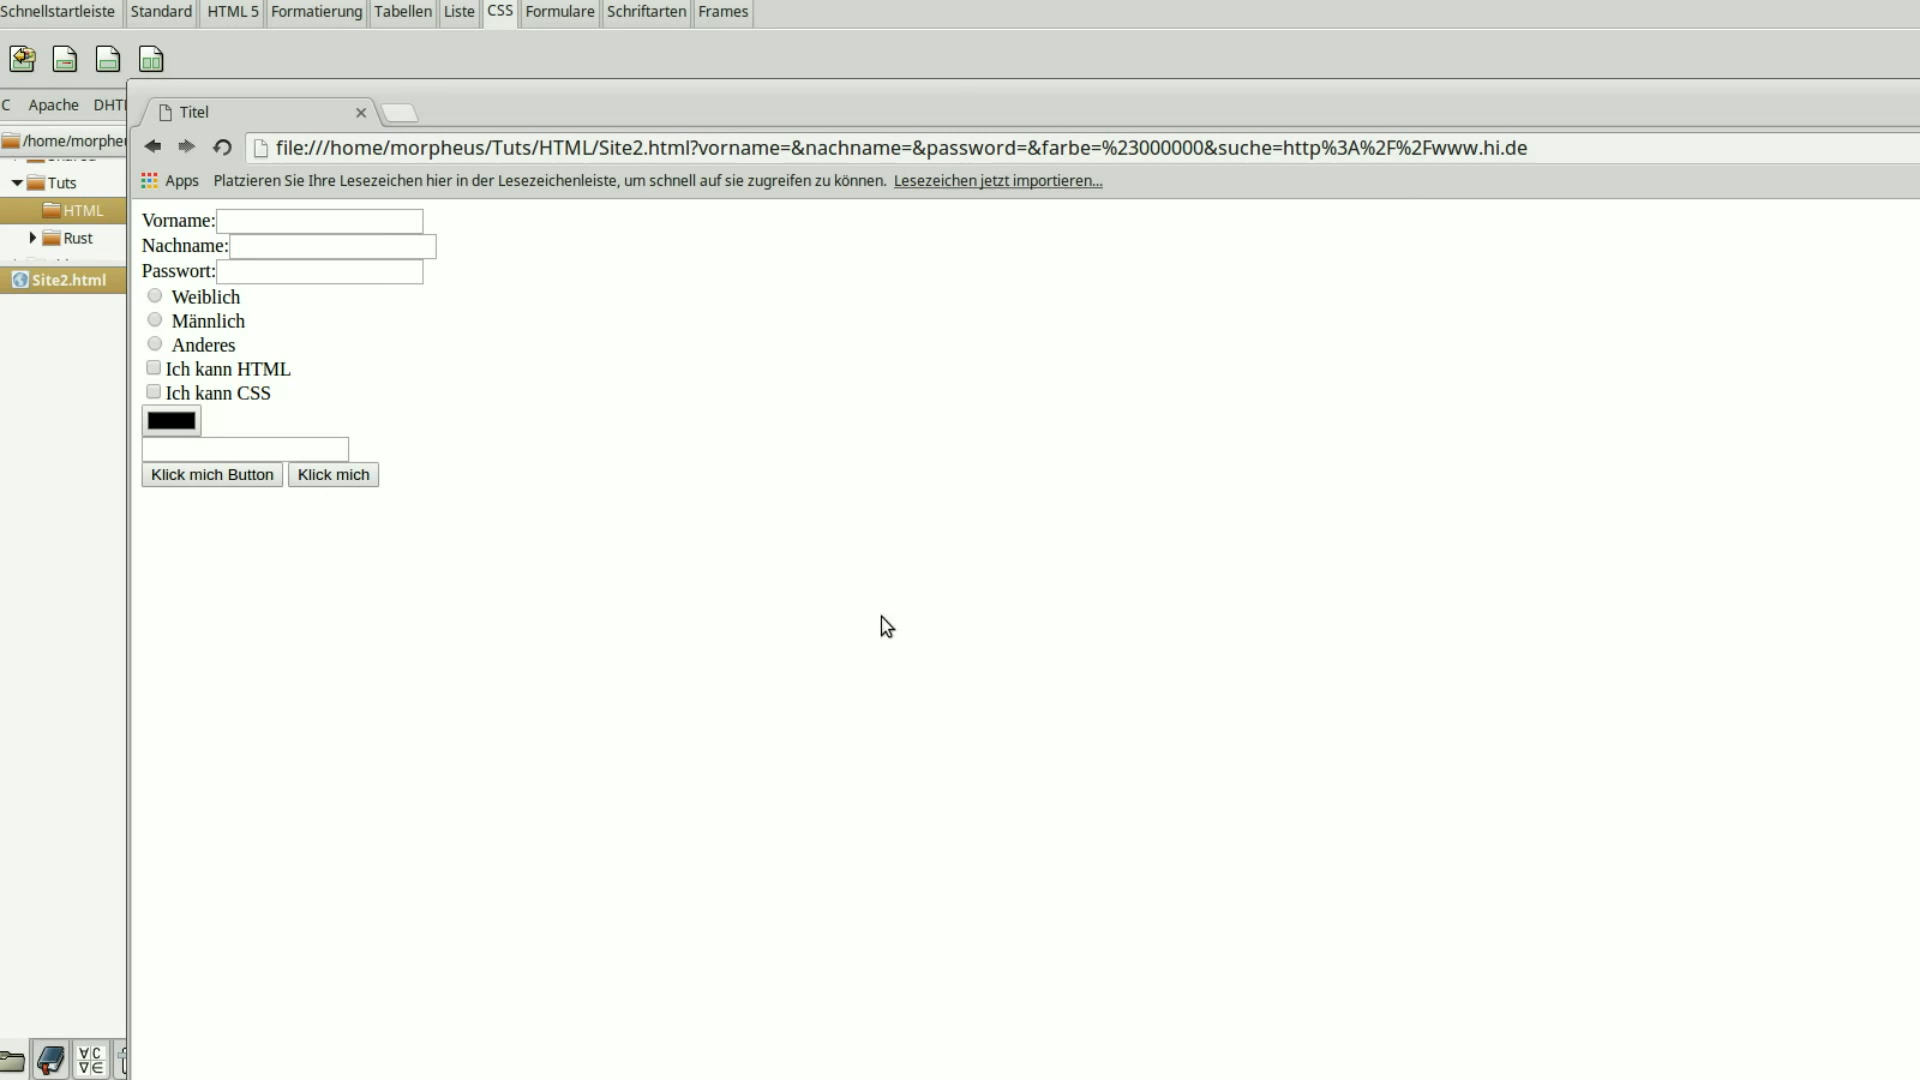 Schnellstartleiste Standard HTML 5 Formatierung Tabellen Liste CSS Formulare Schriftarten Frames
C Apache
Titel
/home/morpheu
file:///home/morpheus/Tuts/HTML/Site2.html?vorname=&nachname=&password=&farbe=%23000000&suche=http%3A%2F%2Fwww.hi.de
Tuts
Apps Platzieren Sie Ihre Lesezeichen hier in der Lesezeichenleiste, um schnell auf sie zugreifen zu können. Lesezeichen jetzt importieren...
HTML
Rust
Site2.html
Vorname:
Nachname:
Passwort:
Weiblich
Männlich
Anderes
Ich kann HTML
Ich kann CSS
Klick mich Button Klick mich